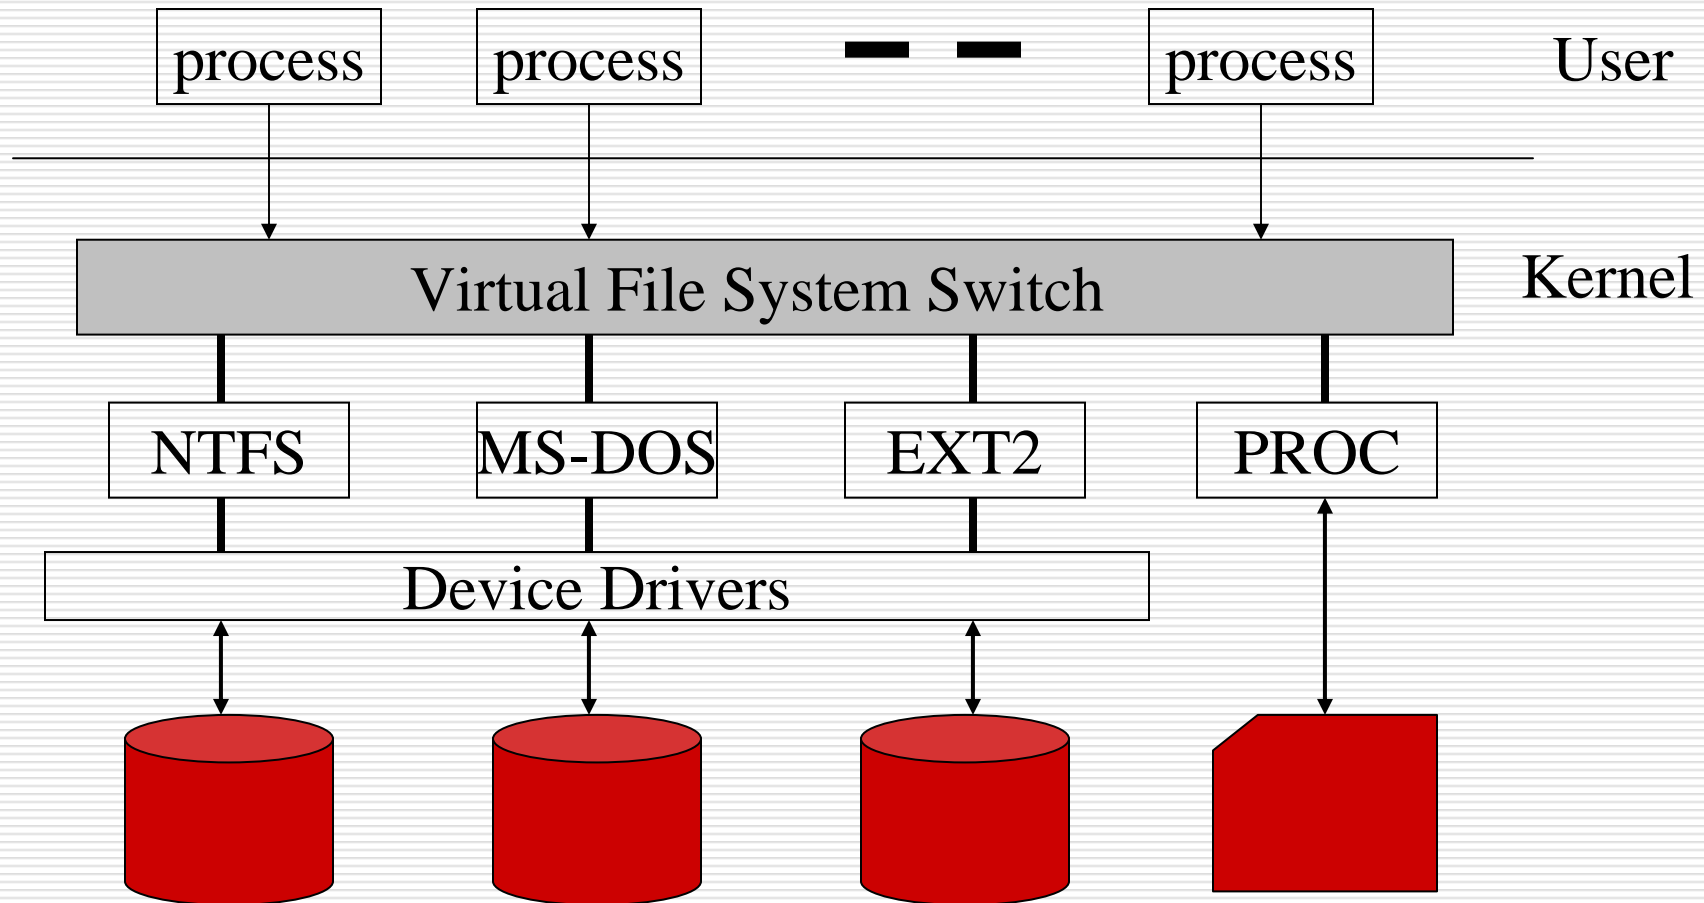 process
process
process
User
Virtual File System Switch
Kernel
NTFS
MS-DOS
EXT2
PROC
Device Drivers